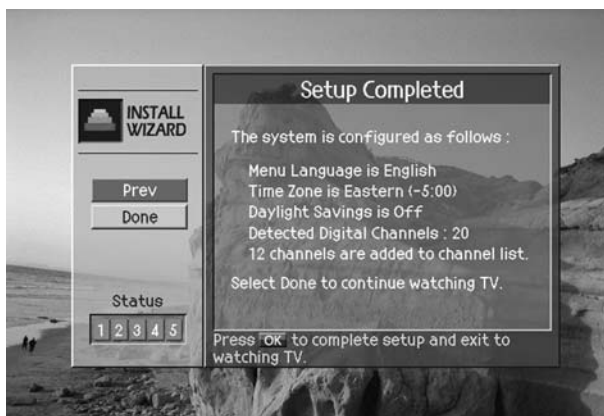 INSTALL
WIZARD
Prev
Done
Status
1 2 3 4 5
Setup Completed
The system is configured as follows :
Menu Language is English
Time Zone is Eastern (-5:00)
Daylight Savings is Off
Detected Digital Channels : 20
12 channels are added to channel list.
Select Done to continue watching TV.
Press OK to complete setup and exit to
watching TV.